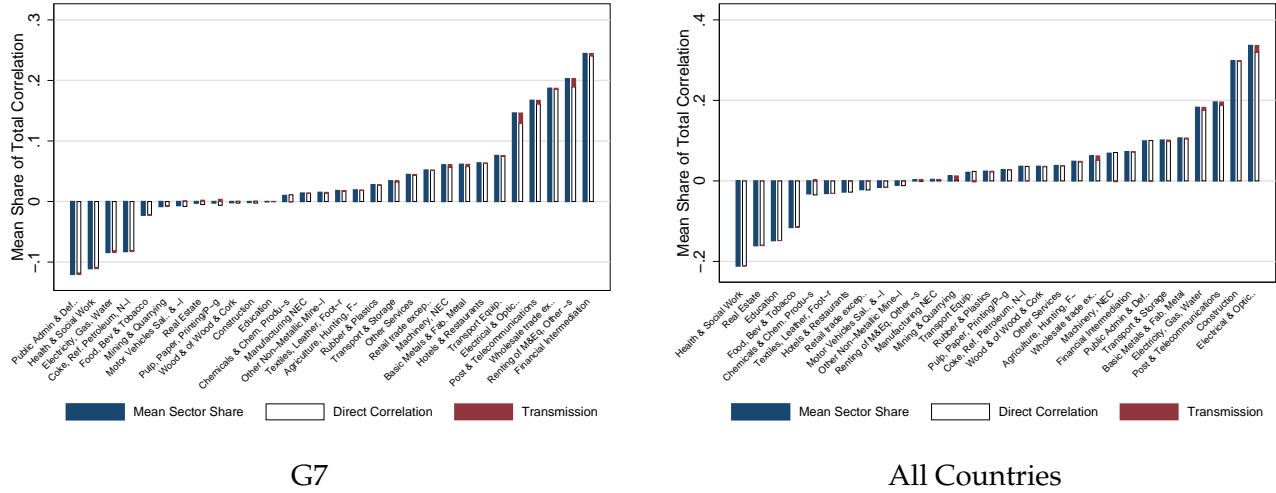 Mean Share of Total Correlation
.3
.2
.1
0
-.1
Public Admin & Def..
Health & Social Work
Electricity, Gas, Water
Coke, Ref. Petroleum, N~l
Food, Bev & Tobacco
Mining & Quarrying
Motor Vehicles Sal., & ~l
Real Estate
Pulp, Paper, Printing/P~g
Wood & of Wood & Cork
Construction
Education
Chemicals & Chem. Produ~s
Manufacturing NEC
Other Non-Metallic Mine~l
Textiles, Leather, Foot~r
Agriculture, Hunting, F~
Rubber & Plastics
Transport & Storage
Other Services
Retail trade excep..
Machinery, NEC
Basic Metals & Fab. Metal
Hotels & Restaurants
Transport Equip.
Electrical & Optic..
Post & Telecommunications
Wholesale trade ex..
Renting of M&Eq, Other ~s
Financial Intermediation
Mean Sector Share
Direct Correlation
Transmission
G7
Mean Share of Total Correlation
.4
.2
0
-.2
Health & Social Work
Real Estate
Education
Food, Bev & Tobacco
Chemicals & Chem. Produ~s
Textiles, Leather, Foot~r
Hotels & Restaurants
Retail trade excep..
Motor Vehicles Sal., & ~l
Other Non-Metallic Mine~l
Renting of M&Eq, Other ~s
Manufacturing NEC
Mining & Quarrying
Transport Equip.
Rubber & Plastics
Pulp, Paper, Printing/P~g
Coke, Ref. Petroleum, N~l
Wood & of Wood & Cork
Other Services
Agriculture, Hunting, F~
Wholesale trade ex..
Machinery, NEC
Financial Intermediation
Public Admin & Def..
Transport & Storage
Basic Metals & Fab. Metal
Electricity, Gas, Water
Post & Telecommunications
Construction
Electrical & Optic..
Mean Sector Share
Direct Correlation
Transmission
All Countries